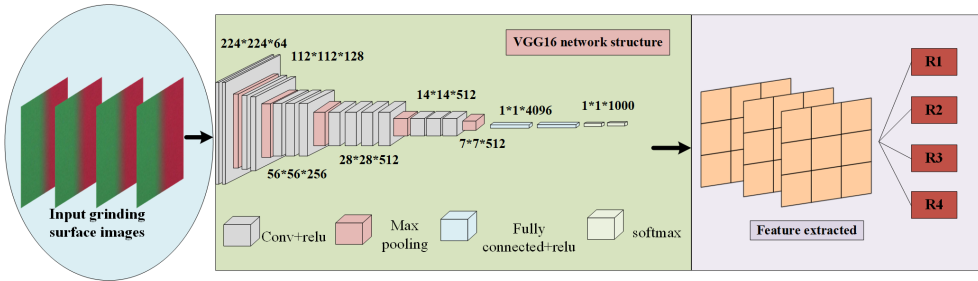 Input grinding
surface images
224*224*64
112*112*128
56*56*256
28*28*512
14*14*512
7*7*512
1*1*4096
1*1*1000
VGG16 network structure
Conv+relu
Max
pooling
Fully
connected+relu
softmax
Feature extracted
R1
R2
R3
R4